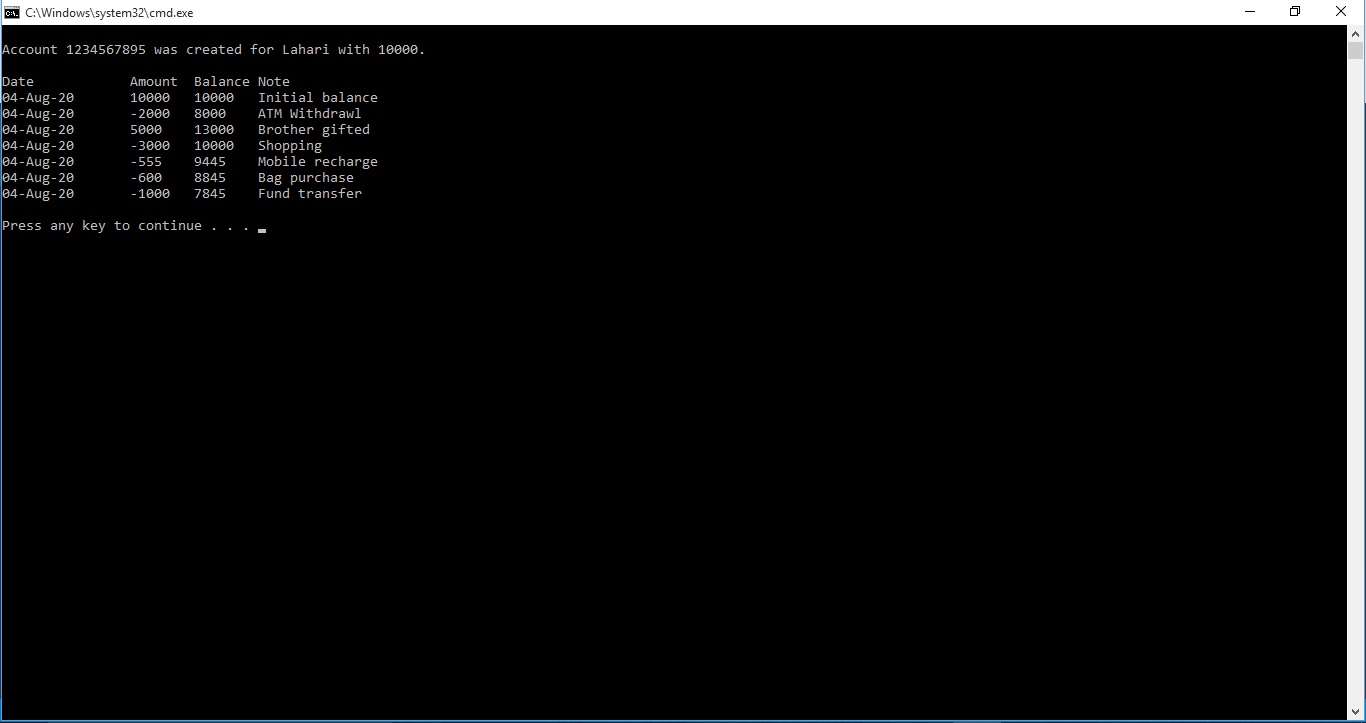 C:\Windows\system32\cmd.exe
Account 1234567895 was created for Lahari with 10000.
Date Amount Balance Note
04-Aug-20 10000 10000 Initial balance
04-Aug-20 -2000 8000 ATM Withdrawl
04-Aug-20 5000 13000 Brother gifted
04-Aug-20 -3000 10000 Shopping
04-Aug-20 -555 9445 Mobile recharge
04-Aug-20 -600 8845 Bag purchase
04-Aug-20 -1000 7845 Fund transfer
Press any key to continue . . .